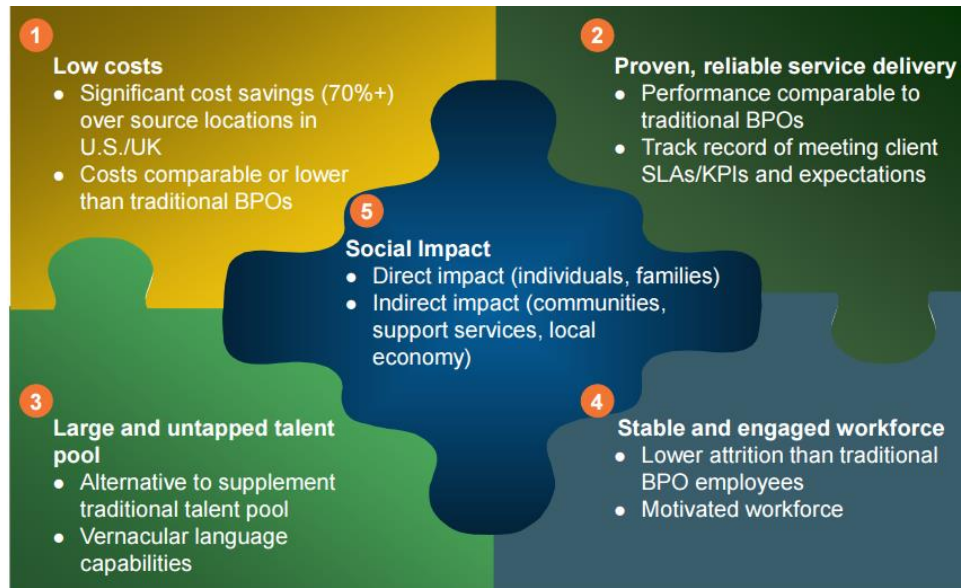 1
Low costs
● Significant cost savings (70%+)
over source locations in
U.S./UK
● Costs comparable or lower
than traditional BPOs
2
Proven, reliable service delivery
● Performance comparable to
traditional BPOs
● Track record of meeting client
SLAs/KPIs and expectations
5
Social Impact
● Direct impact (individuals, families)
● Indirect impact (communities,
support services, local
economy)
3
Large and untapped talent
pool
● Alternative to supplement
traditional talent pool
● Vernacular language
capabilities
4
Stable and engaged workforce
● Lower attrition than traditional
BPO employees
● Motivated workforce